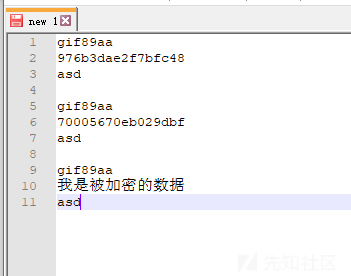 new 1
1 gif89aa
2 976b3dae2f7bfc48
3 asd
4
5 gif89aa
6 70005670eb029dbf
7 asd
8
9 gif89aa
10 我是被加密的数据
11 asd
先知社区